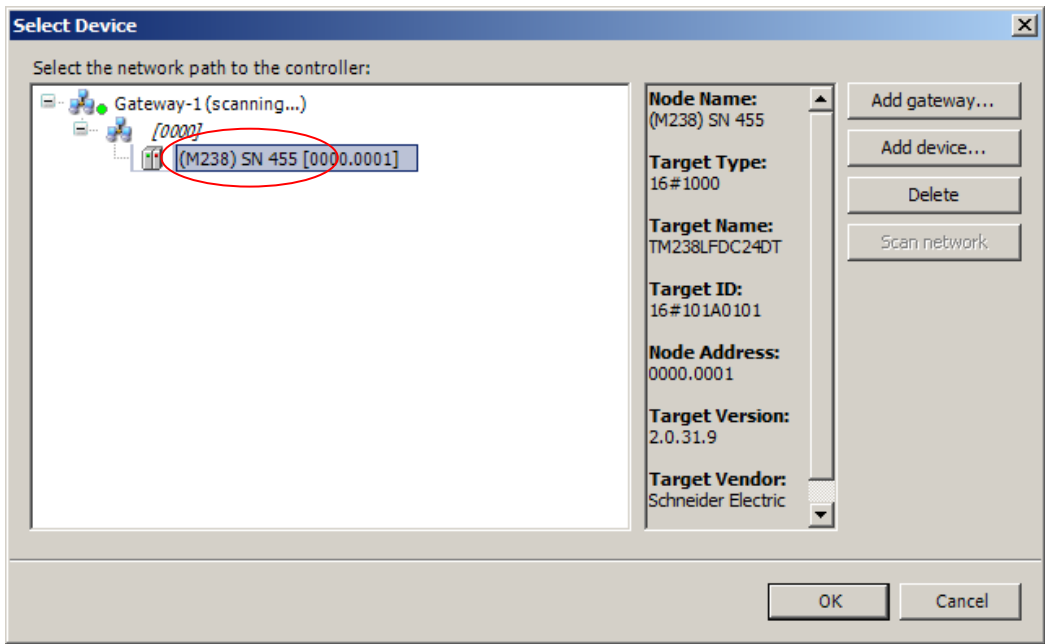 Select Device
Select the network path to the controller:
Gateway-1 (scanning...)
[0000]
(M238) SN 455 [0000.0001]
Node Name:
(M238) SN 455
Target Type:
16#1000
Target Name:
TM238LFDC24DT
Target ID:
16#101A0101
Node Address:
0000.0001
Target Version:
2.0.31.9
Target Vendor:
Schneider Electric
Add gateway...
Add device...
Delete
Scan network
OK
Cancel